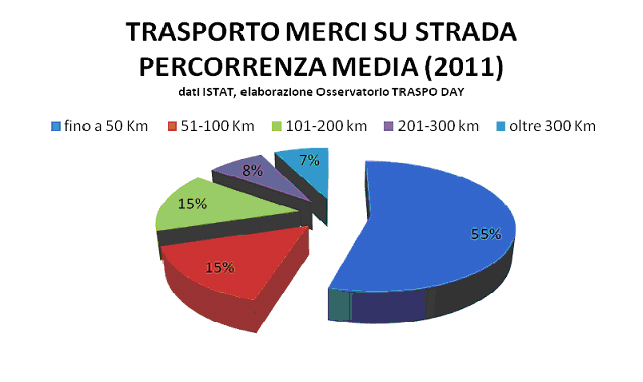 TRASPORTO MERCI SU STRADA
PERCORRENZA MEDIA (2011)
dati ISTAT, elaborazione Osservatorio TRASPO DAY
fino a 50 Km 51-100 Km 101-200 km 201-300 km oltre 300 Km
7%
8%
15%
55%
15%